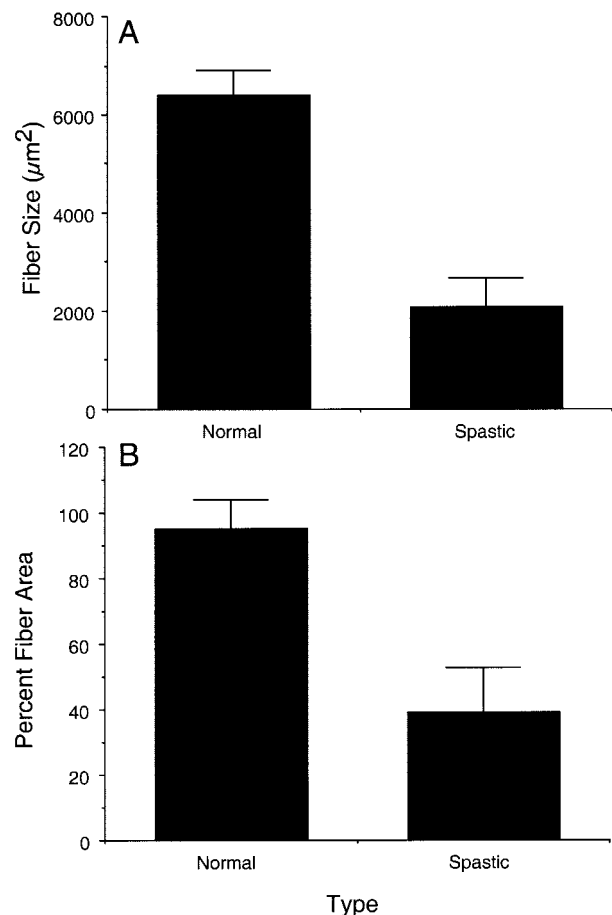 A
8000
6000
4000
2000
0
Fiber Size (μm²)
Normal Spastic
B
120
100
80
60
40
20
0
Percent Fiber Area
Normal Spastic
Type